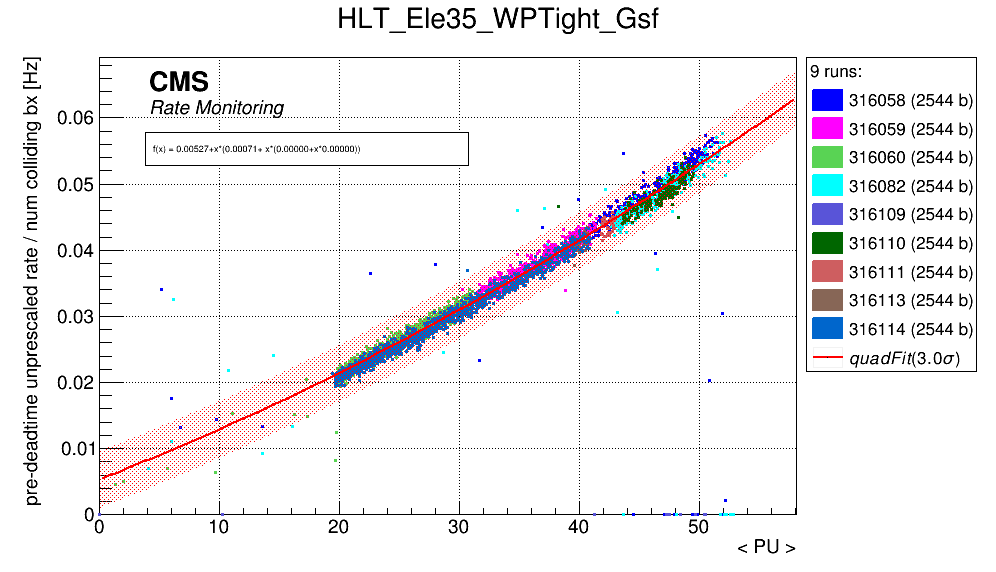 HLT_Ele35_WPTight_Gsf
pre-deadtime unprescaled rate / num colliding bx [Hz]
CMS
Rate Monitoring
f(x) = 0.00527+x*(0.00071+ x*(0.00000+x*0.00000))
0.06
0.05
0.04
0.03
0.02
0.01
0
0 10 20 30 40 50
< PU >
9 runs:
316058 (2544 b)
316059 (2544 b)
316060 (2544 b)
316082 (2544 b)
316109 (2544 b)
316110 (2544 b)
316111 (2544 b)
316113 (2544 b)
316114 (2544 b)
quadFit(3.0σ)